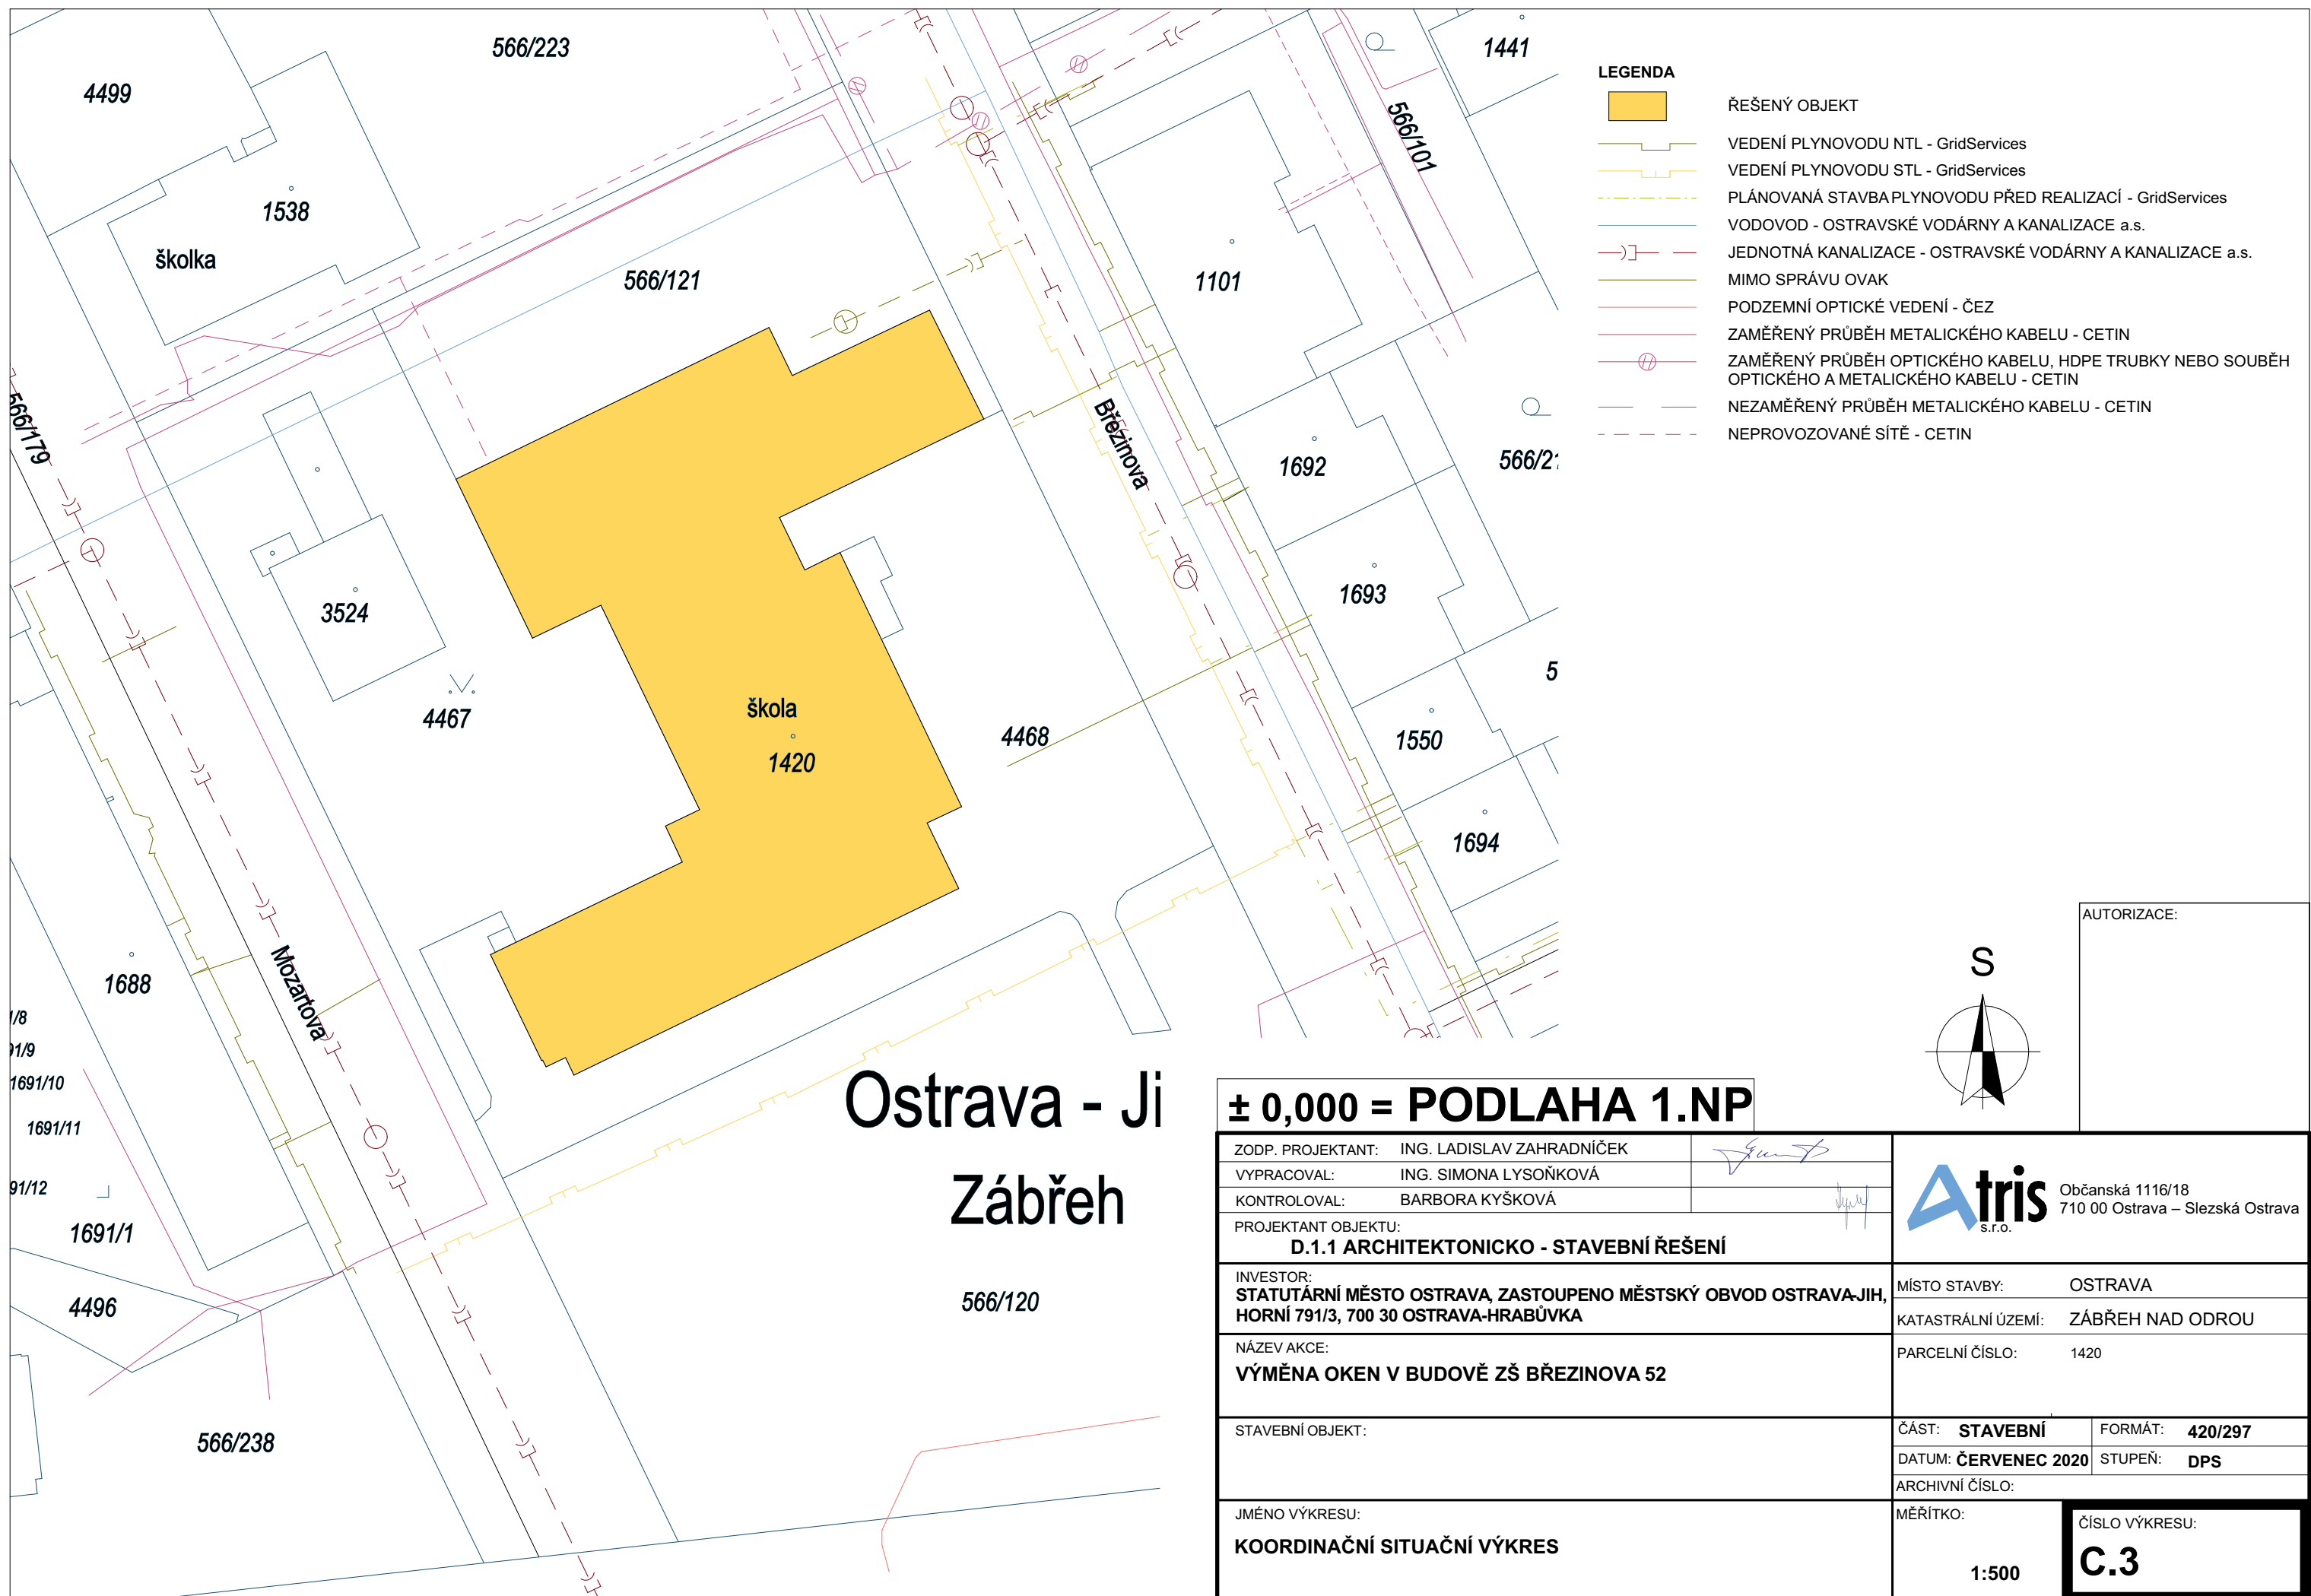 566/223
4499
1441
566/101
1538
školka
566/121
1101
566/179
Březinova
1692
566/21
3524
1693
4467
škola
1420
4468
5
1550
1694
1688
Mozartova
1/8
91/9
1691/10
1691/11
91/12
1691/1
4496
566/238
Ostrava - Ji
Zábřeh
566/120
LEGENDA
ŘEŠENÝ OBJEKT
VEDENÍ PLYNOVODU NTL - GridServices
VEDENÍ PLYNOVODU STL - GridServices
PLÁNOVANÁ STAVBA PLYNOVODU PŘED REALIZACÍ - GridServices
VODOVOD - OSTRAVSKÉ VODÁRNY A KANALIZACE a.s.
JEDNOTNÁ KANALIZACE - OSTRAVSKÉ VODÁRNY A KANALIZACE a.s.
MIMO SPRÁVU OVAK
PODZEMNÍ OPTICKÉ VEDENÍ - ČEZ
ZAMĚŘENÝ PRŮBĚH METALICKÉHO KABELU - CETIN
ZAMĚŘENÝ PRŮBĚH OPTICKÉHO KABELU, HDPE TRUBKY NEBO SOUBĚH
OPTICKÉHO A METALICKÉHO KABELU - CETIN
NEZAMĚŘENÝ PRŮBĚH METALICKÉHO KABELU - CETIN
NEPROVOZOVANÉ SÍTĚ - CETIN
AUTORIZACE:
S
± 0,000 = PODLAHA 1.NP
ZODP. PROJEKTANT: ING. LADISLAV ZAHRADNÍČEK
VYPRACOVAL: ING. SIMONA LYSOŇKOVÁ
KONTROLOVAL: BARBORA KYŠKOVÁ
PROJEKTANT OBJEKTU:
D.1.1 ARCHITEKTONICKO - STAVEBNÍ ŘEŠENÍ
Atris
s.r.o.
Občanská 1116/18
710 00 Ostrava – Slezská Ostrava
INVESTOR:
STATUTÁRNÍ MĚSTO OSTRAVA, ZASTOUPENO MĚSTSKÝ OBVOD OSTRAVA-JIH,
HORNÍ 791/3, 700 30 OSTRAVA-HRABŮVKA
MÍSTO STAVBY: OSTRAVA
KATASTRÁLNÍ ÚZEMÍ: ZÁBŘEH NAD ODROU
NÁZEV AKCE:
VÝMĚNA OKEN V BUDOVĚ ZŠ BŘEZINOVA 52
PARCELNÍ ČÍSLO: 1420
STAVEBNÍ OBJEKT:
ČÁST: STAVEBNÍ FORMÁT: 420/297
DATUM: ČERVENEC 2020 STUPEŇ: DPS
ARCHIVNÍ ČÍSLO:
JMÉNO VÝKRESU:
KOORDINAČNÍ SITUAČNÍ VÝKRES
MĚŘÍTKO:
1:500
ČÍSLO VÝKRESU:
C.3